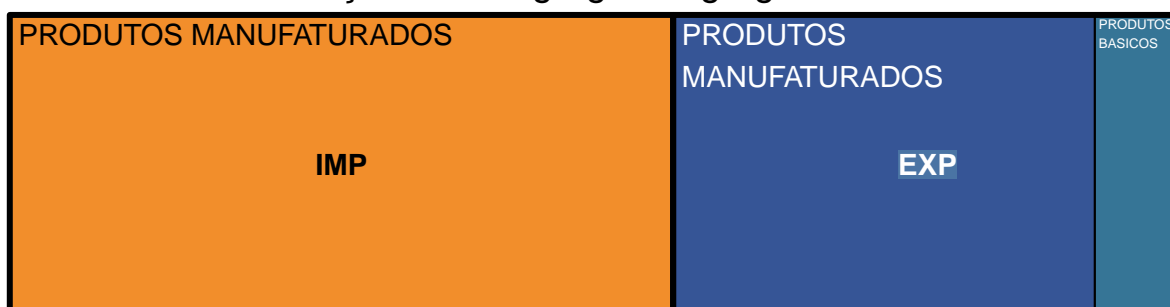 PRODUTOS MANUFATURADOS
IMP
PRODUTOS
MANUFATURADOS
EXP
PRODUTOS
BASICOS